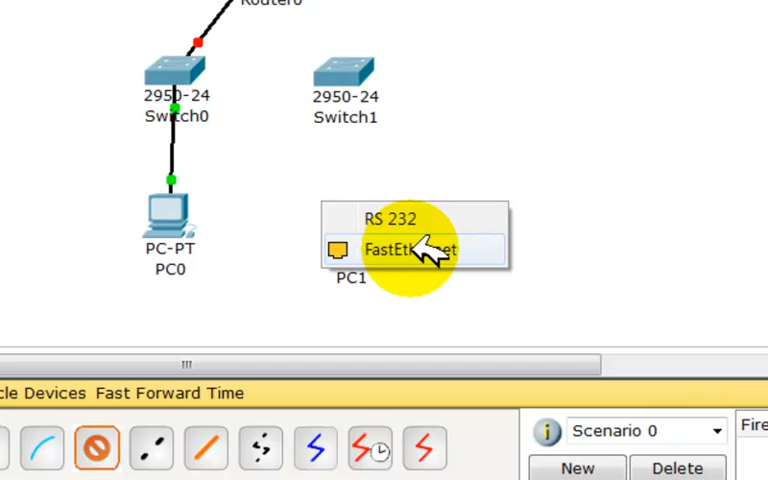 Router0
2950-24
Switch0
2950-24
Switch1
RS 232
PC-PT
PC0
PC1
cle Devices Fast Forward Time
Scenario 0
Fire
New
Delete